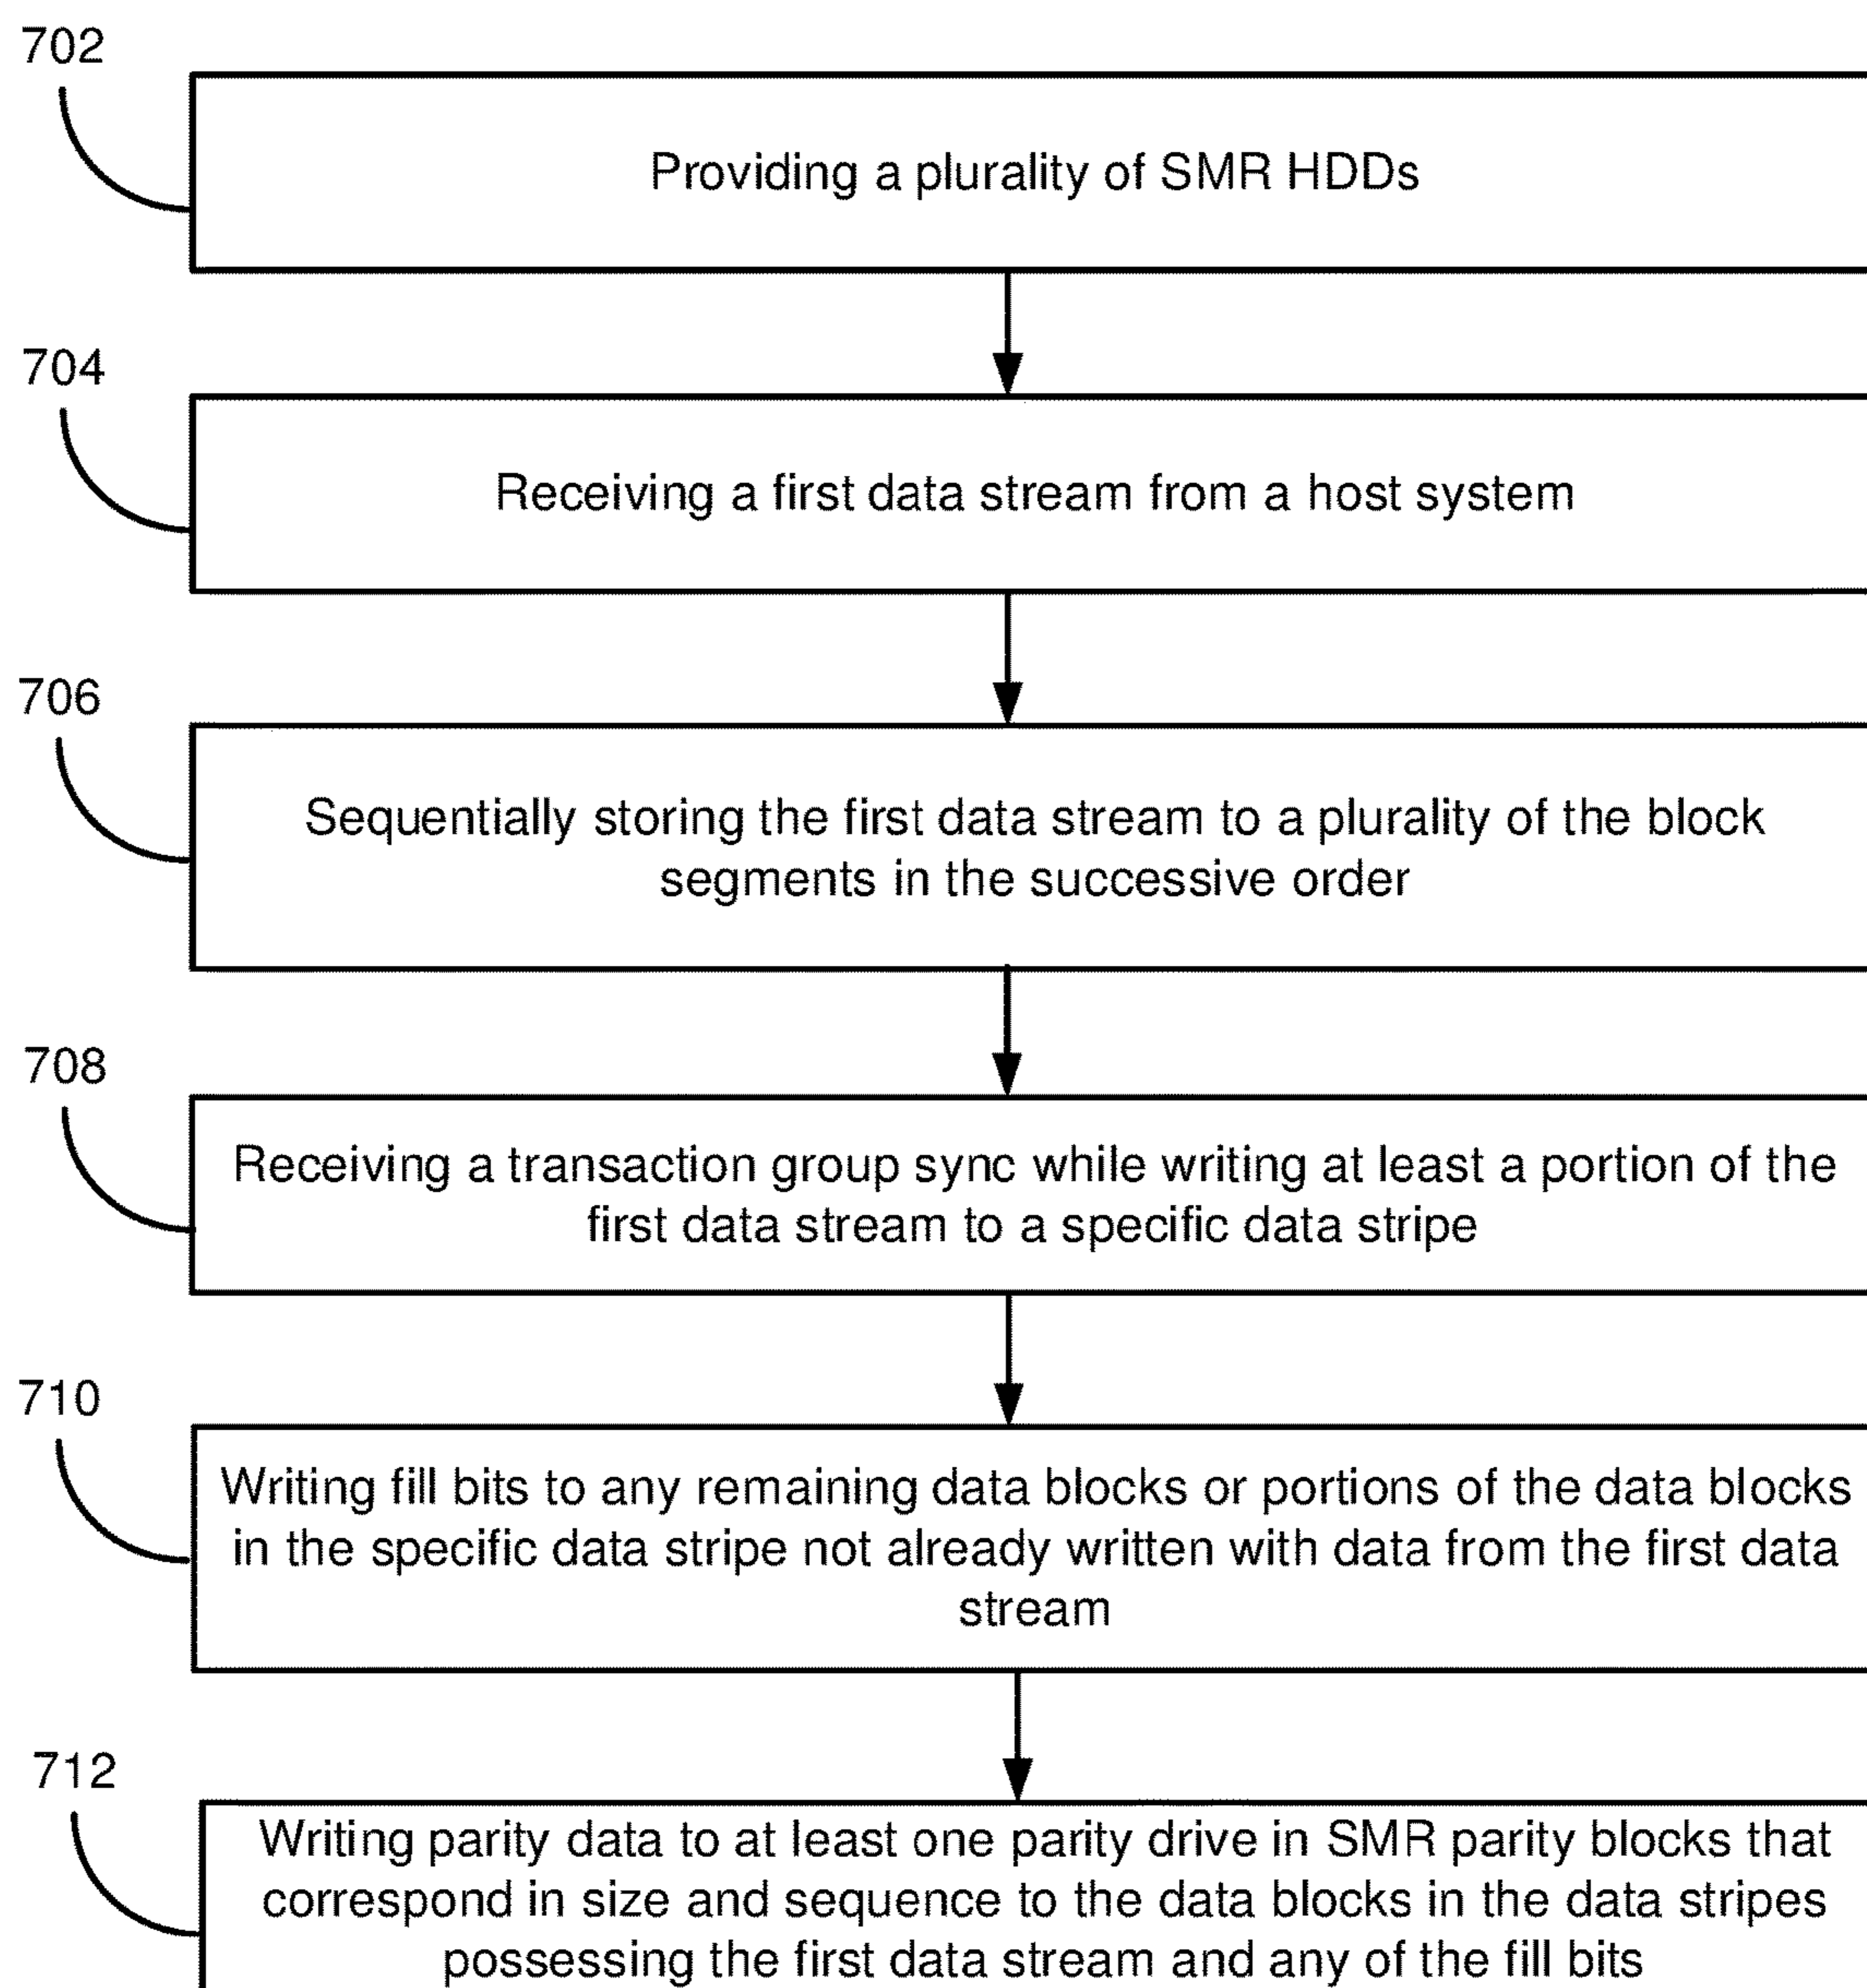 702
Providing a plurality of SMR HDDs
704
Receiving a first data stream from a host system
706
Sequentially storing the first data stream to a plurality of the block
segments in the successive order
708
Receiving a transaction group sync while writing at least a portion of the
first data stream to a specific data stripe
710
Writing fill bits to any remaining data blocks or portions of the data blocks
in the specific data stripe not already written with data from the first data
stream
712
Writing parity data to at least one parity drive in SMR parity blocks that
correspond in size and sequence to the data blocks in the data stripes
possessing the first data stream and any of the fill bits